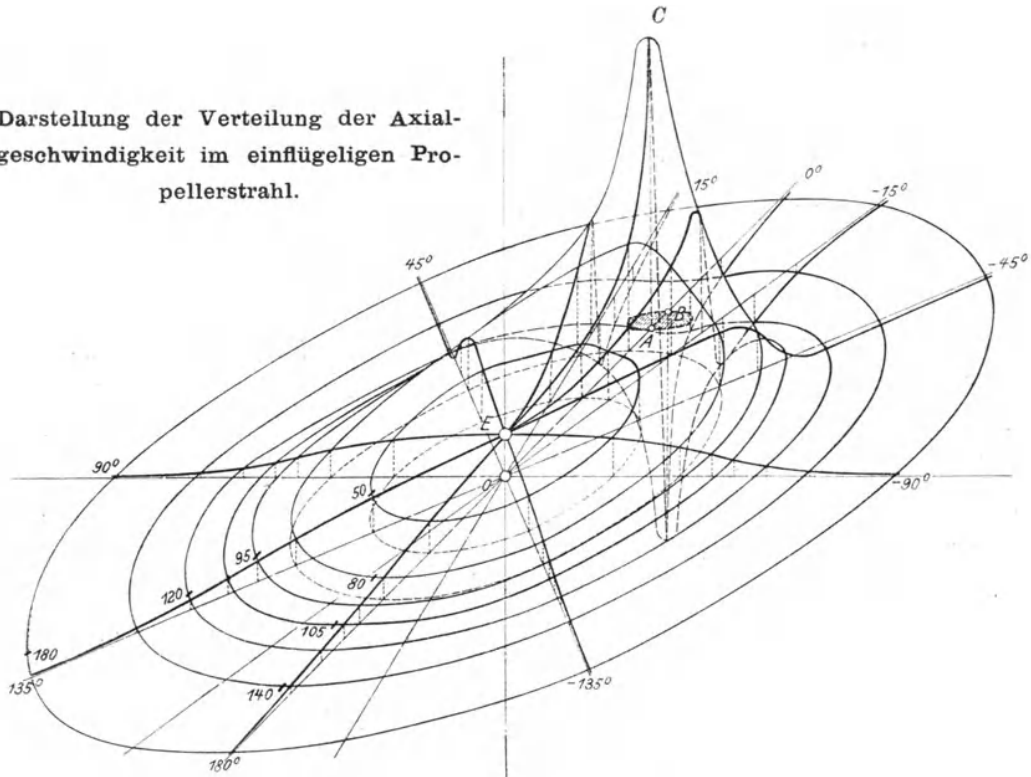 C
Darstellung der Verteilung der Axial-
geschwindigkeit im einflügeligen Pro-
pellerstrahl.
15°
0°
-15°
45°
-45°
B
A
E
90°
O
-90°
50
95
80
120
105
180
135°
140
-135°
180°